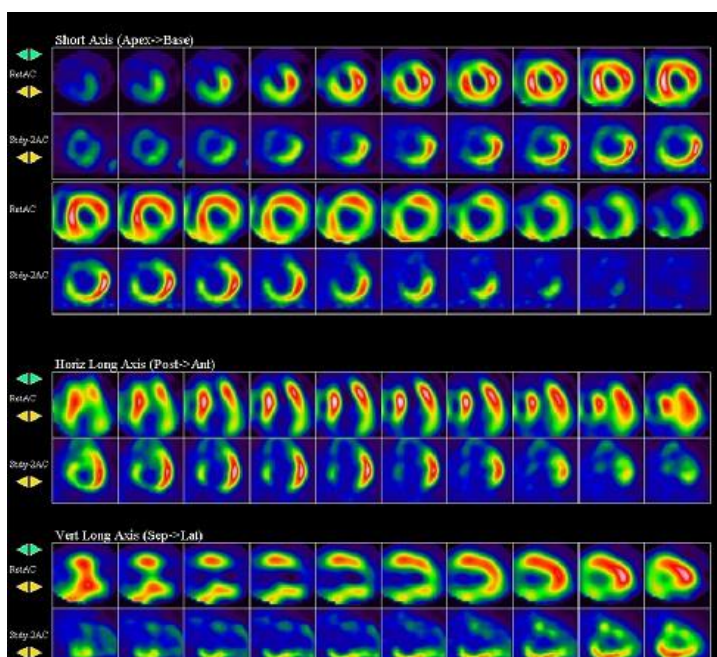 Short Axis (Apex->Base)
RstAC
Stdy-2AC
RstAC
Stdy-2AC
Horiz Long Axis (Post->Ant)
RstAC
Stdy-2AC
Vert Long Axis (Sep->Lat)
RstAC
Stdy-2AC